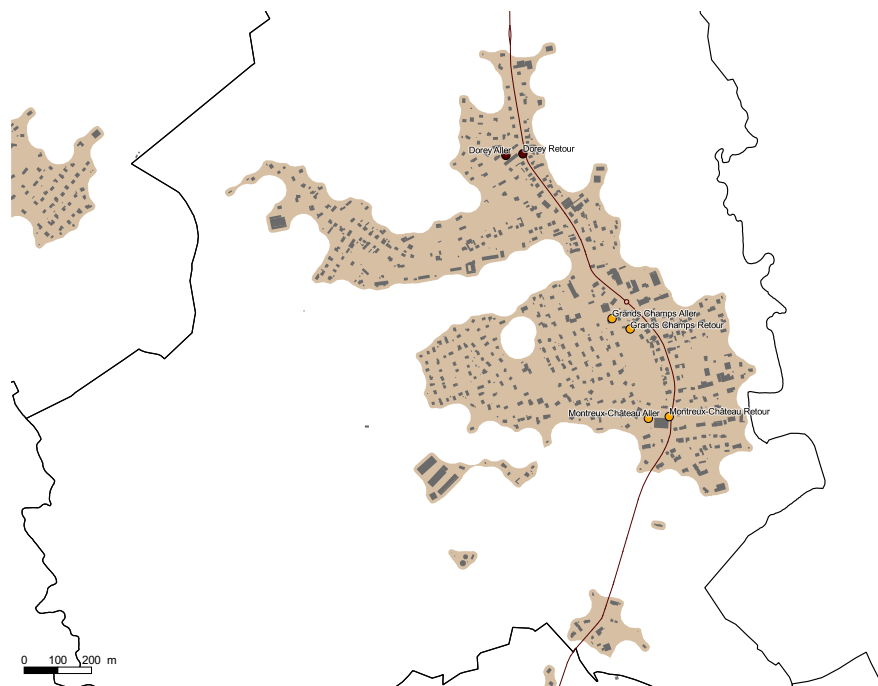 Dorey Aller
Dorey Retour
Grands Champs Aller
Grands Champs Retour
Montreux-Château Aller
Montreux-Château Retour
0 100 200 m